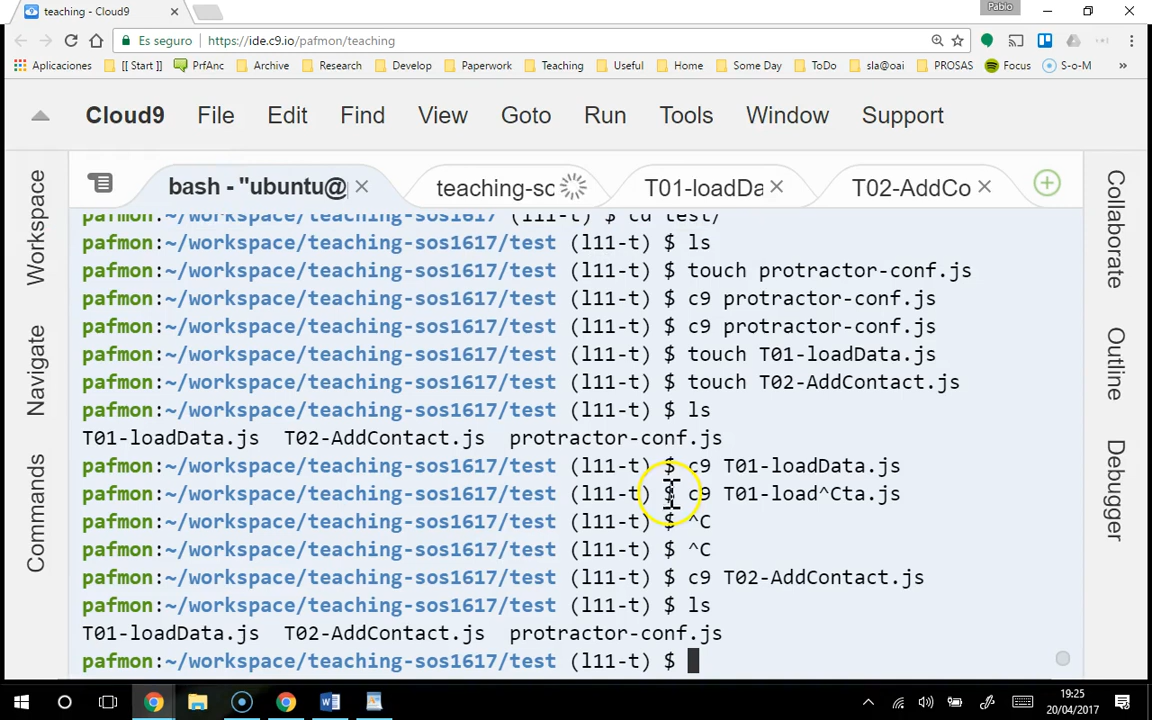 teaching - Cloud9
Pablo
Es seguro https://ide.c9.io/pafmon/teaching
Aplicaciones [[ Start ]] PrfAnc Archive Research Develop Paperwork Teaching Useful Home Some Day ToDo sla@oai PROSAS Focus S-o-M »
Cloud9 File Edit Find View Goto Run Tools Window Support
bash - "ubuntu@ teaching-sc T01-loadDa T02-AddCo
Workspace
Navigate
Commands
pafmon:~/workspace/teaching-sos1617 (l11-t) $ cd test/
pafmon:~/workspace/teaching-sos1617/test (l11-t) $ ls
pafmon:~/workspace/teaching-sos1617/test (l11-t) $ touch protractor-conf.js
pafmon:~/workspace/teaching-sos1617/test (l11-t) $ c9 protractor-conf.js
pafmon:~/workspace/teaching-sos1617/test (l11-t) $ c9 protractor-conf.js
pafmon:~/workspace/teaching-sos1617/test (l11-t) $ touch T01-loadData.js
pafmon:~/workspace/teaching-sos1617/test (l11-t) $ touch T02-AddContact.js
pafmon:~/workspace/teaching-sos1617/test (l11-t) $ ls
T01-loadData.js T02-AddContact.js protractor-conf.js
pafmon:~/workspace/teaching-sos1617/test (l11-t) $ c9 T01-loadData.js
pafmon:~/workspace/teaching-sos1617/test (l11-t) $ c9 T01-load^Cta.js
pafmon:~/workspace/teaching-sos1617/test (l11-t) $ ^C
pafmon:~/workspace/teaching-sos1617/test (l11-t) $ ^C
pafmon:~/workspace/teaching-sos1617/test (l11-t) $ c9 T02-AddContact.js
pafmon:~/workspace/teaching-sos1617/test (l11-t) $ ls
T01-loadData.js T02-AddContact.js protractor-conf.js
pafmon:~/workspace/teaching-sos1617/test (l11-t) $
Collaborate
Outline
Debugger
19:25
20/04/2017